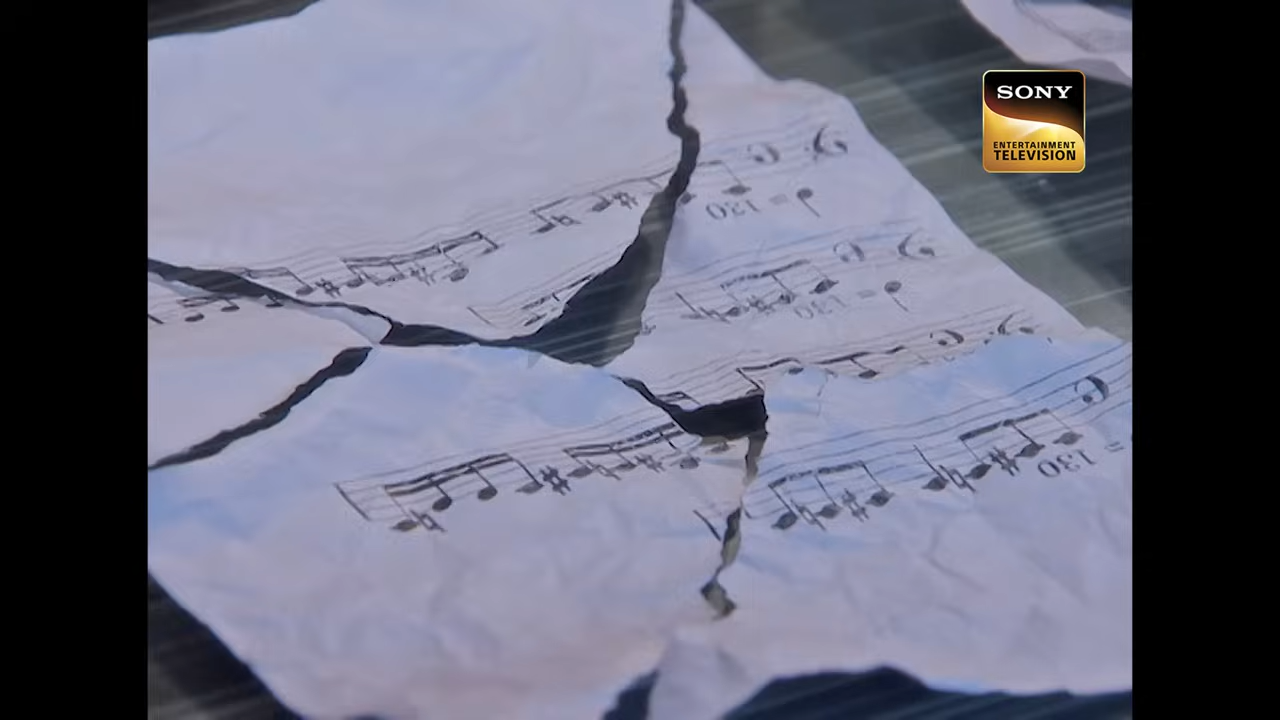 SONY
ENTERTAINMENT
TELEVISION
= 130
= 130
130 =